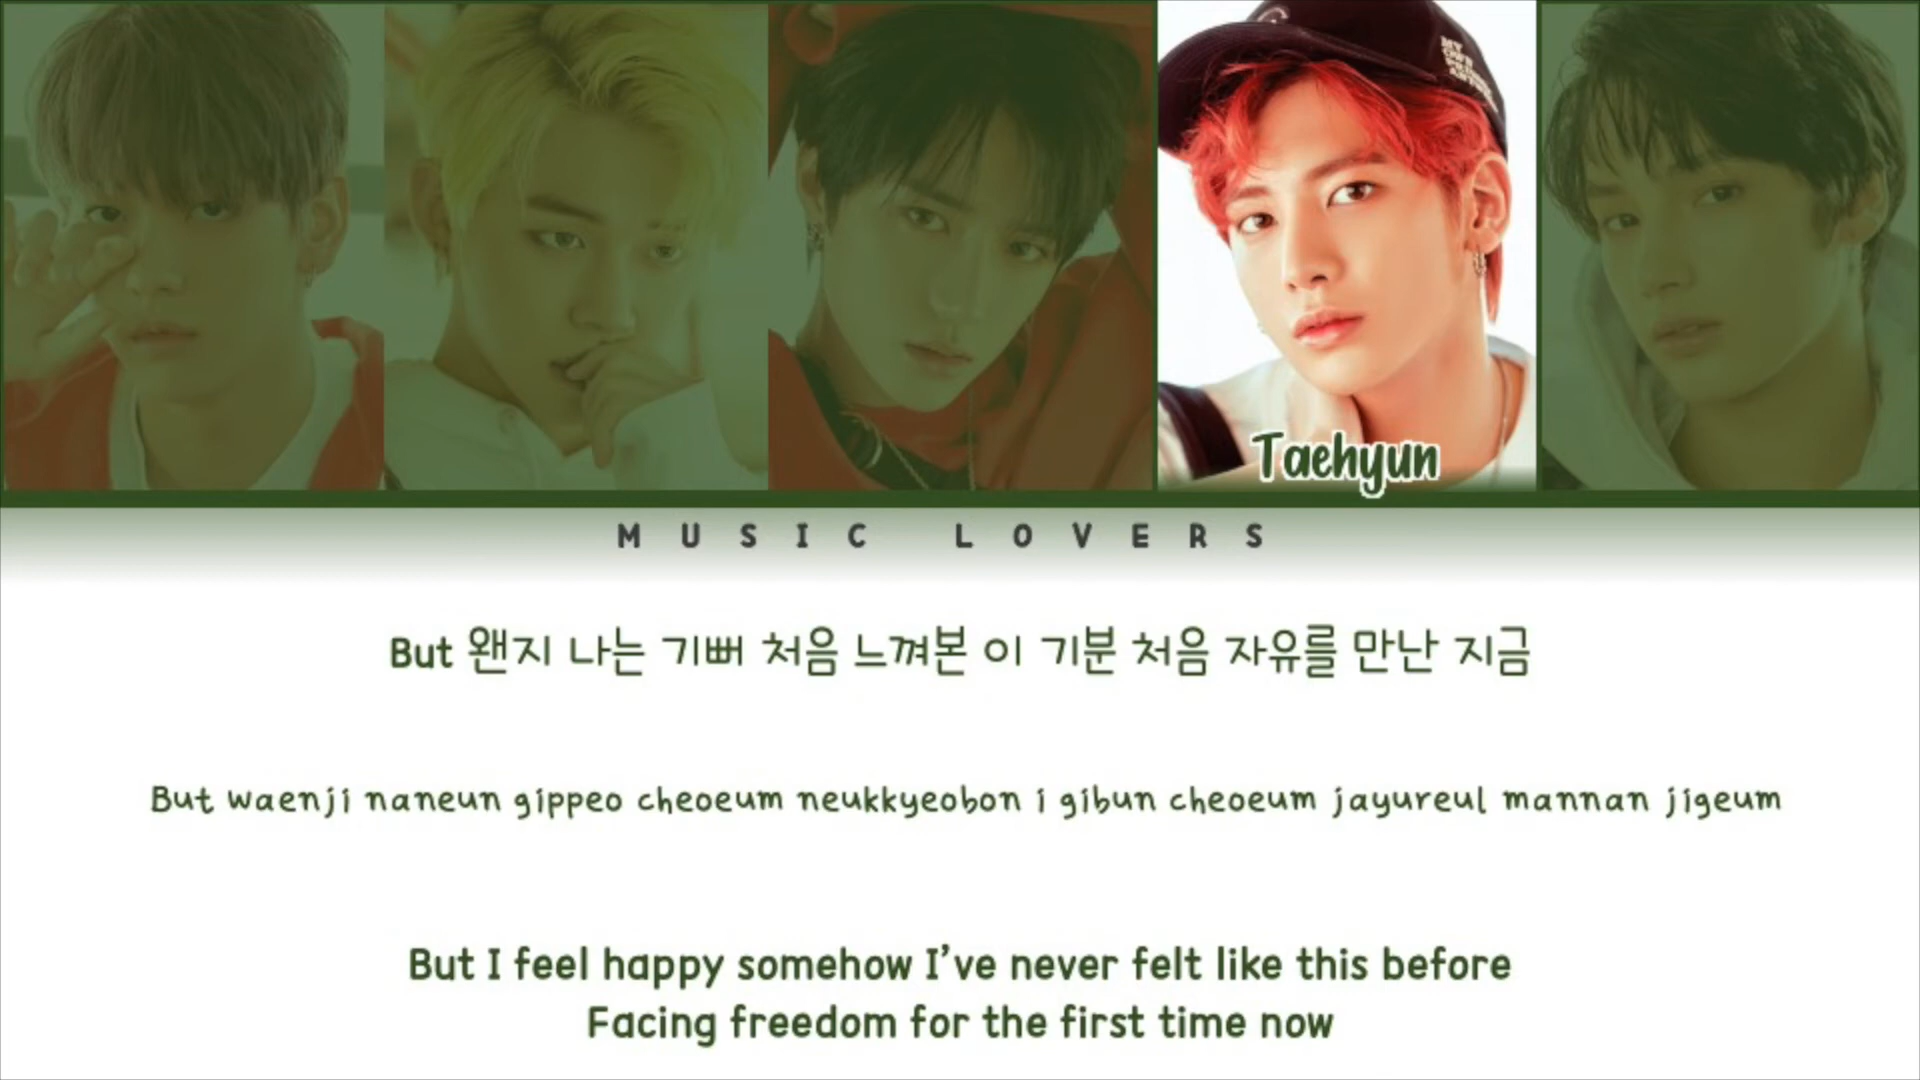 Taehyun
MUSIC LOVERS
But 왠지 나는 기뻐 처음 느껴본 이 기분 처음 자유를 만난 지금
But waenji naneun gippeo cheoeum neukkyeobon i gibun cheoeum jayureul mannan jigeum
But I feel happy somehow I've never felt like this before
Facing freedom for the first time now